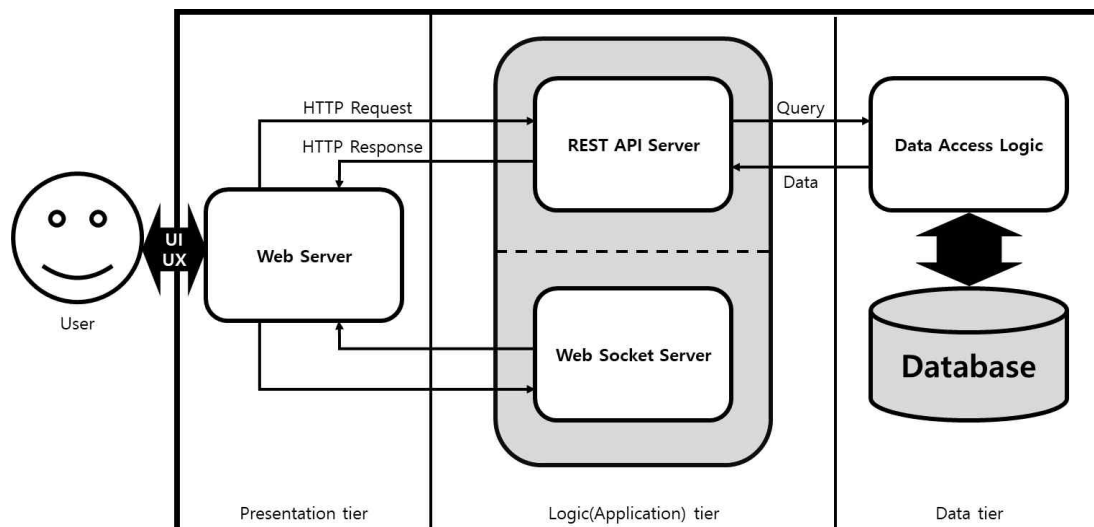 HTTP Request
HTTP Response
REST API Server
Query
Data
Data Access Logic
UI
UX
User
Web Server
Web Socket Server
Database
Presentation tier
Logic(Application) tier
Data tier